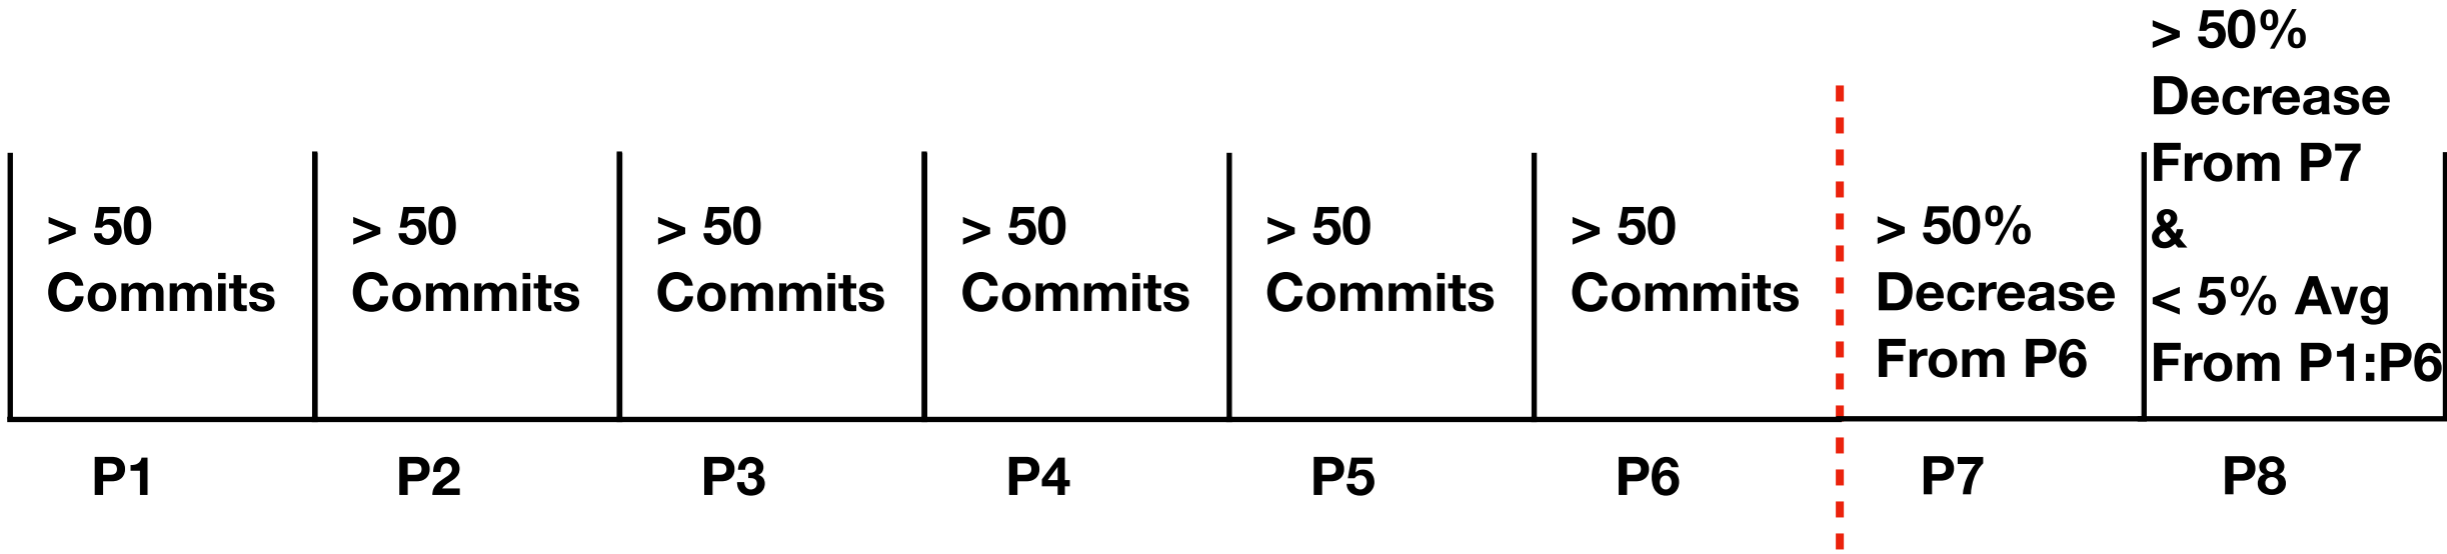 > 50
Commits
> 50
Commits
> 50
Commits
> 50
Commits
> 50
Commits
> 50
Commits
> 50%
Decrease
From P6
> 50%
Decrease
From P7
&
< 5% Avg
From P1:P6
P1
P2
P3
P4
P5
P6
P7
P8